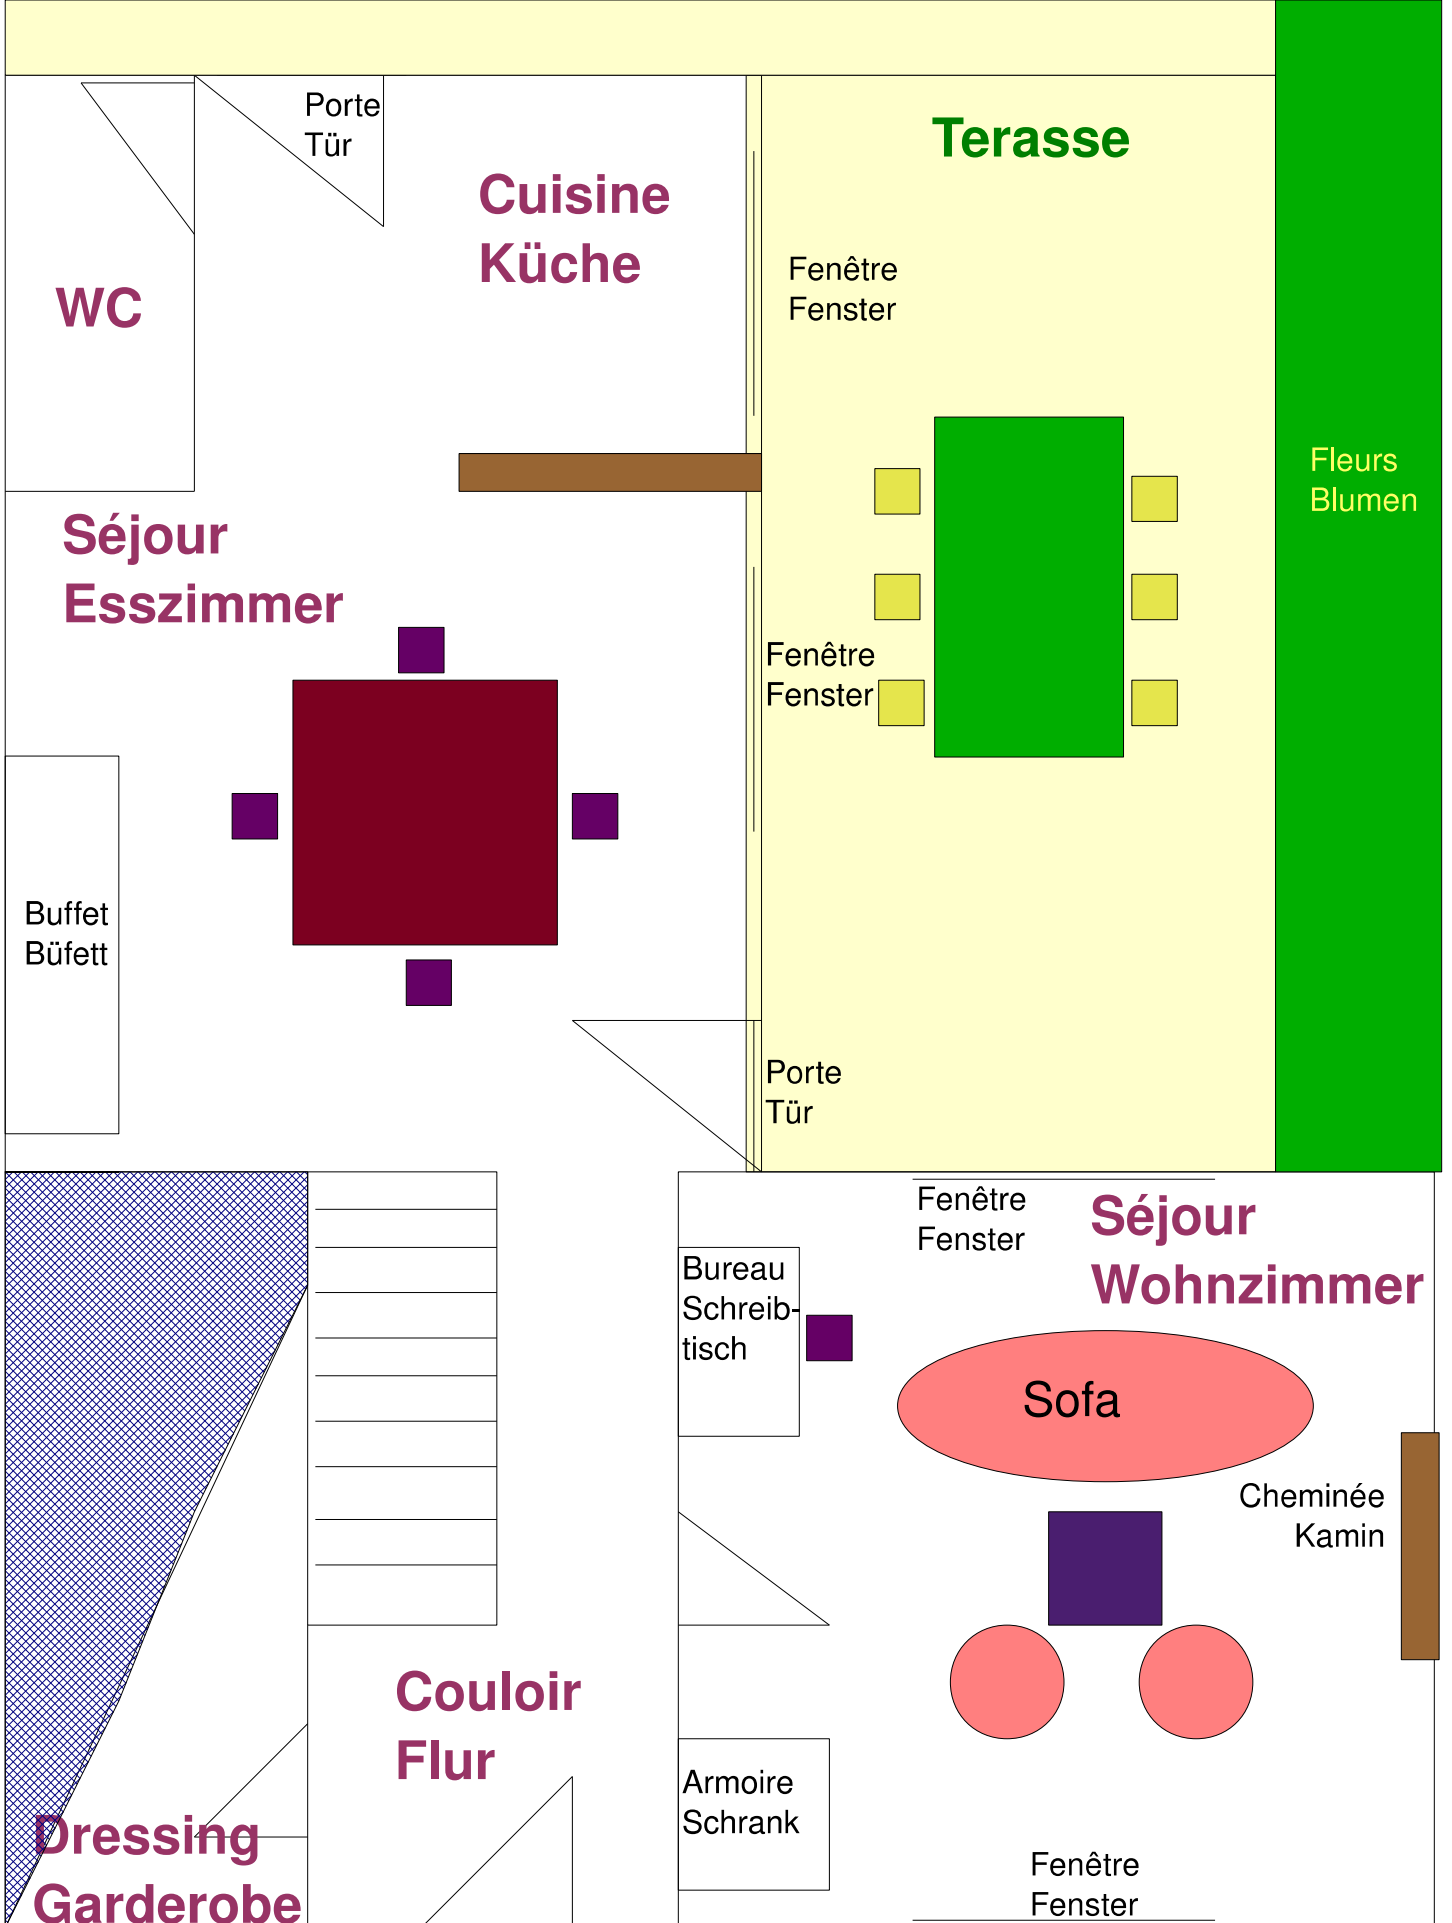 Porte
Tür
Terasse
Cuisine
Küche
Fenêtre
Fenster
WC
Fleurs
Blumen
Séjour
Esszimmer
Fenêtre
Fenster
Buffet
Büfett
Porte
Tür
Fenêtre
Fenster
Séjour
Wohnzimmer
Bureau
Schreib-
tisch
Sofa
Cheminée
Kamin
Couloir
Flur
Armoire
Schrank
Dressing
Garderobe
Fenêtre
Fenster